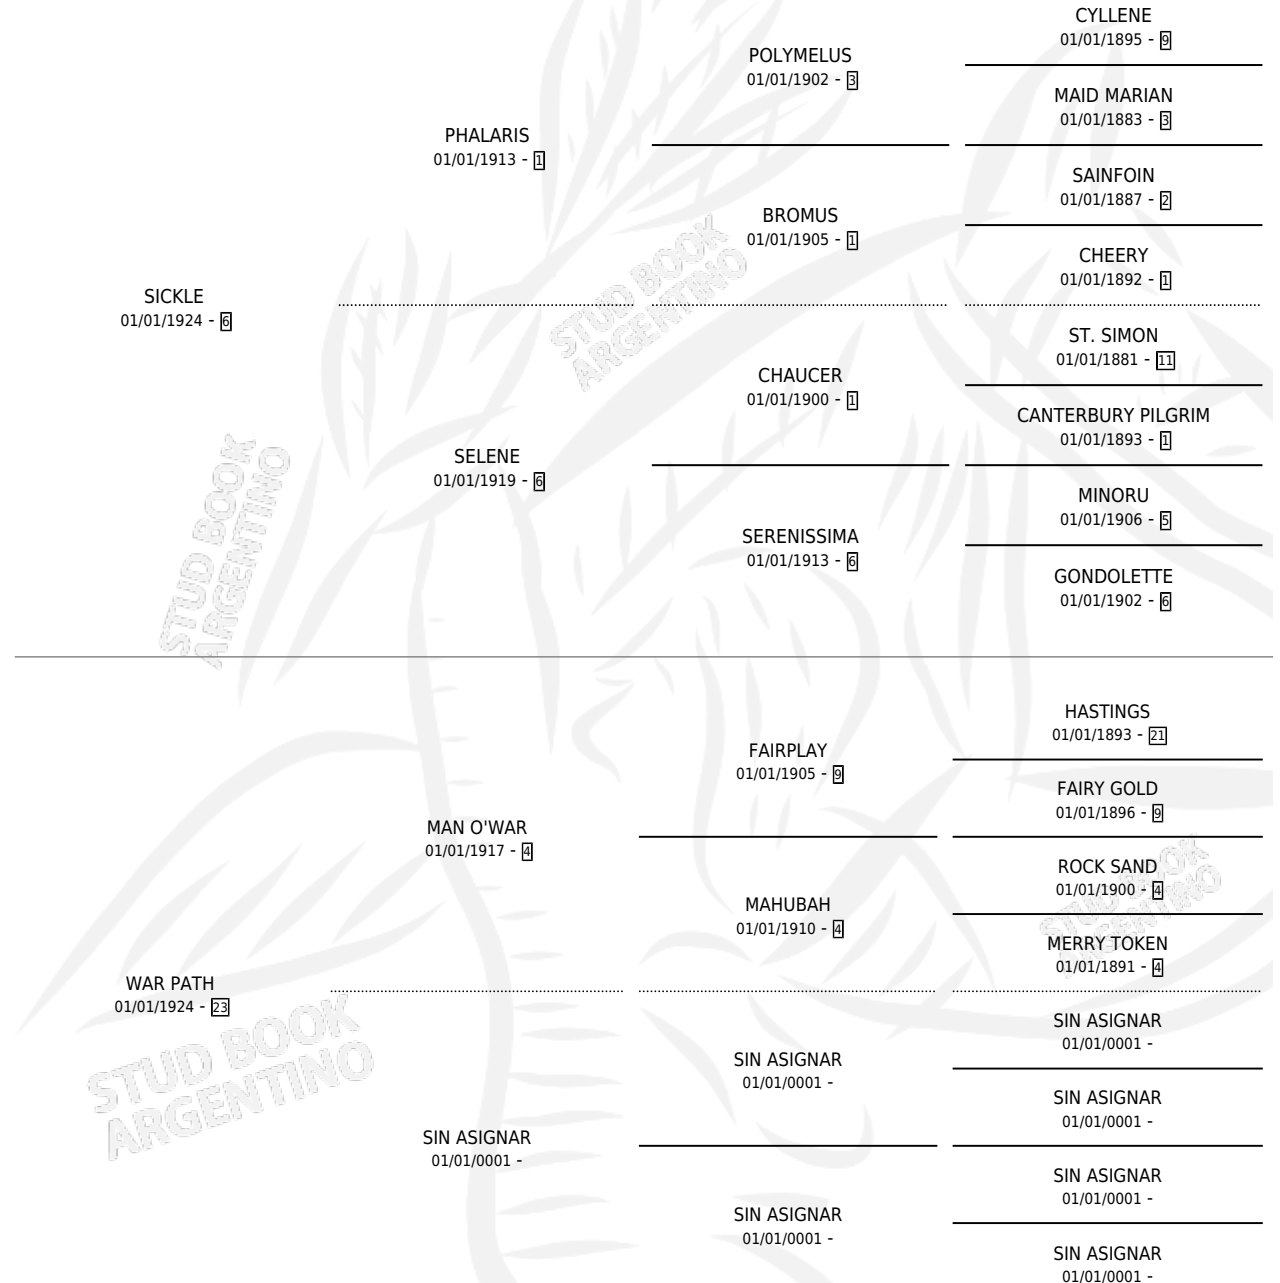 CYLLENE
01/01/1895 - 9
POLYMELUS
01/01/1902 - 3
MAID MARIAN
01/01/1883 - 3
PHALARIS
01/01/1913 - 1
SAINFOIN
01/01/1887 - 2
BROMUS
01/01/1905 - 1
CHEERY
01/01/1892 - 1
SICKLE
01/01/1924 - 6
ST. SIMON
01/01/1881 - 11
CHAUCER
01/01/1900 - 1
CANTERBURY PILGRIM
01/01/1893 - 1
SELENE
01/01/1919 - 6
MINORU
01/01/1906 - 5
SERENISSIMA
01/01/1913 - 6
GONDOLETTE
01/01/1902 - 6
HASTINGS
01/01/1893 - 21
FAIRPLAY
01/01/1905 - 9
FAIRY GOLD
01/01/1896 - 9
MAN O'WAR
01/01/1917 - 4
ROCK SAND
01/01/1900 - 4
MAHUBAH
01/01/1910 - 4
MERRY TOKEN
01/01/1891 - 4
WAR PATH
01/01/1924 - 23
SIN ASIGNAR
01/01/0001 -
SIN ASIGNAR
01/01/0001 -
SIN ASIGNAR
01/01/0001 -
SIN ASIGNAR
01/01/0001 -
SIN ASIGNAR
01/01/0001 -
SIN ASIGNAR
01/01/0001 -
SIN ASIGNAR
01/01/0001 -
STUD BOOK
ARGENTINO
STUD BOOK
ARGENTINO
STUD BOOK
ARGENTINO
STUD BOOK
ARGENTINO